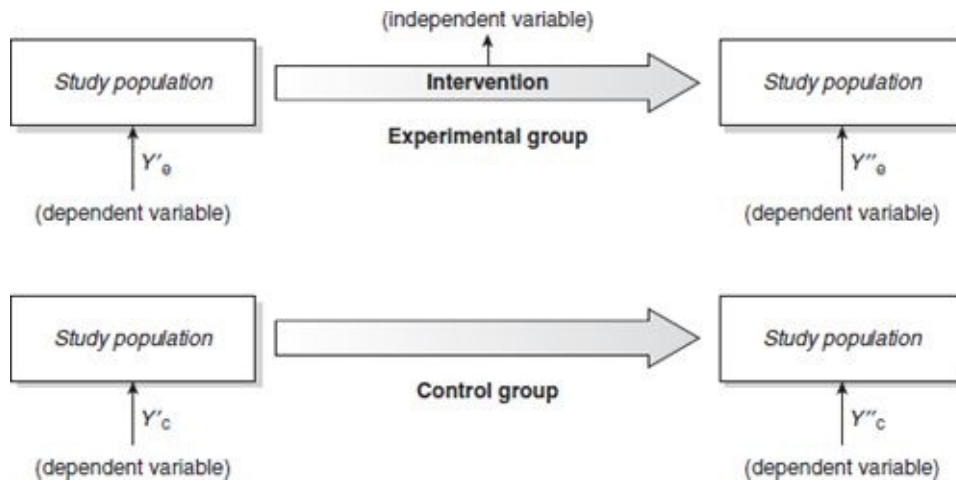 (independent variable)
Study population
Intervention
Study population
Experimental group
Y′e
Y″e
(dependent variable)
(dependent variable)
Study population
Study population
Control group
Y′c
Y″c
(dependent variable)
(dependent variable)